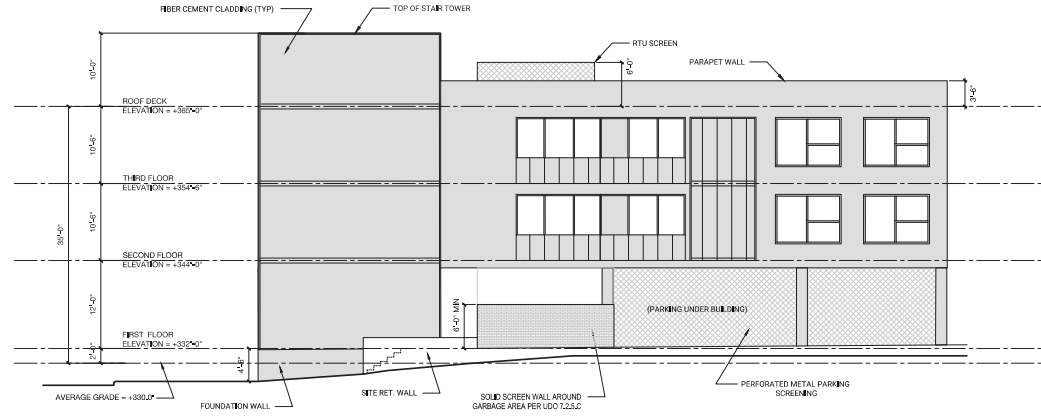 FIBER CEMENT CLADDING (TYP)
TOP OF STAIR TOWER
RTU SCREEN
PARAPET WALL
10'-0"
6'-0"
3'-6"
ROOF DECK
ELEVATION = +365'-0"
10'-6"
THIRD FLOOR
ELEVATION = +354'-6"
35'-0"
10'-6"
SECOND FLOOR
ELEVATION = +344'-0"
12'-0"
6'-0" MIN
(PARKING UNDER BUILDING)
FIRST FLOOR
ELEVATION = +332'-0"
2'-0"
4'-6"
AVERAGE GRADE = +330.0'
FOUNDATION WALL
SITE RET. WALL
SOLID SCREEN WALL AROUND
GARBAGE AREA PER UDO 7.2.5.C
PERFORATED METAL PARKING
SCREENING